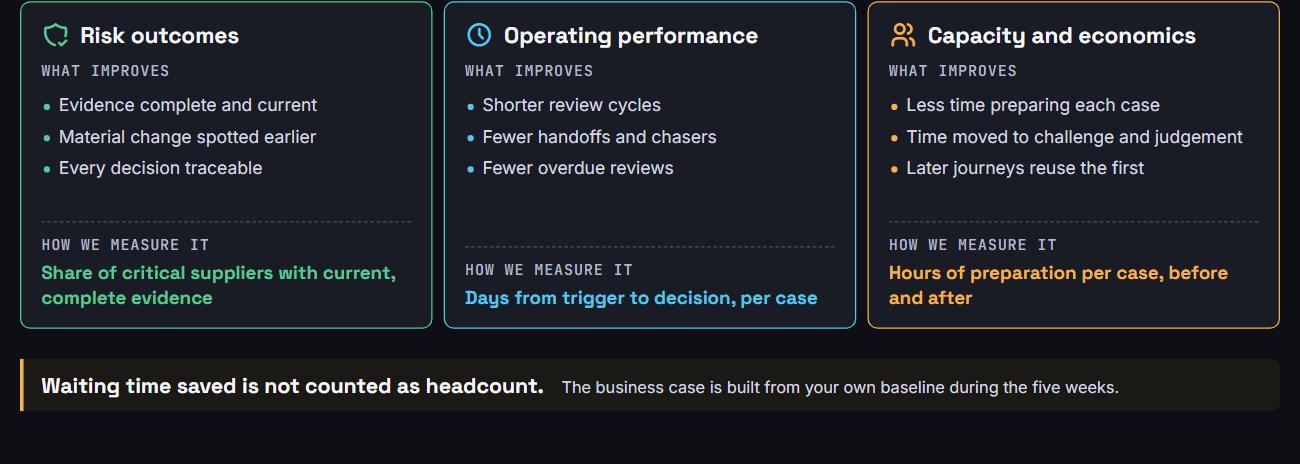 Risk outcomes
WHAT IMPROVES
Evidence complete and current
Material change spotted earlier
Every decision traceable
HOW WE MEASURE IT
Share of critical suppliers with current,
complete evidence
Operating performance
WHAT IMPROVES
Shorter review cycles
Fewer handoffs and chasers
Fewer overdue reviews
HOW WE MEASURE IT
Days from trigger to decision, per case
Capacity and economics
WHAT IMPROVES
Less time preparing each case
Time moved to challenge and judgement
Later journeys reuse the first
HOW WE MEASURE IT
Hours of preparation per case, before
and after
Waiting time saved is not counted as headcount. The business case is built from your own baseline during the five weeks.